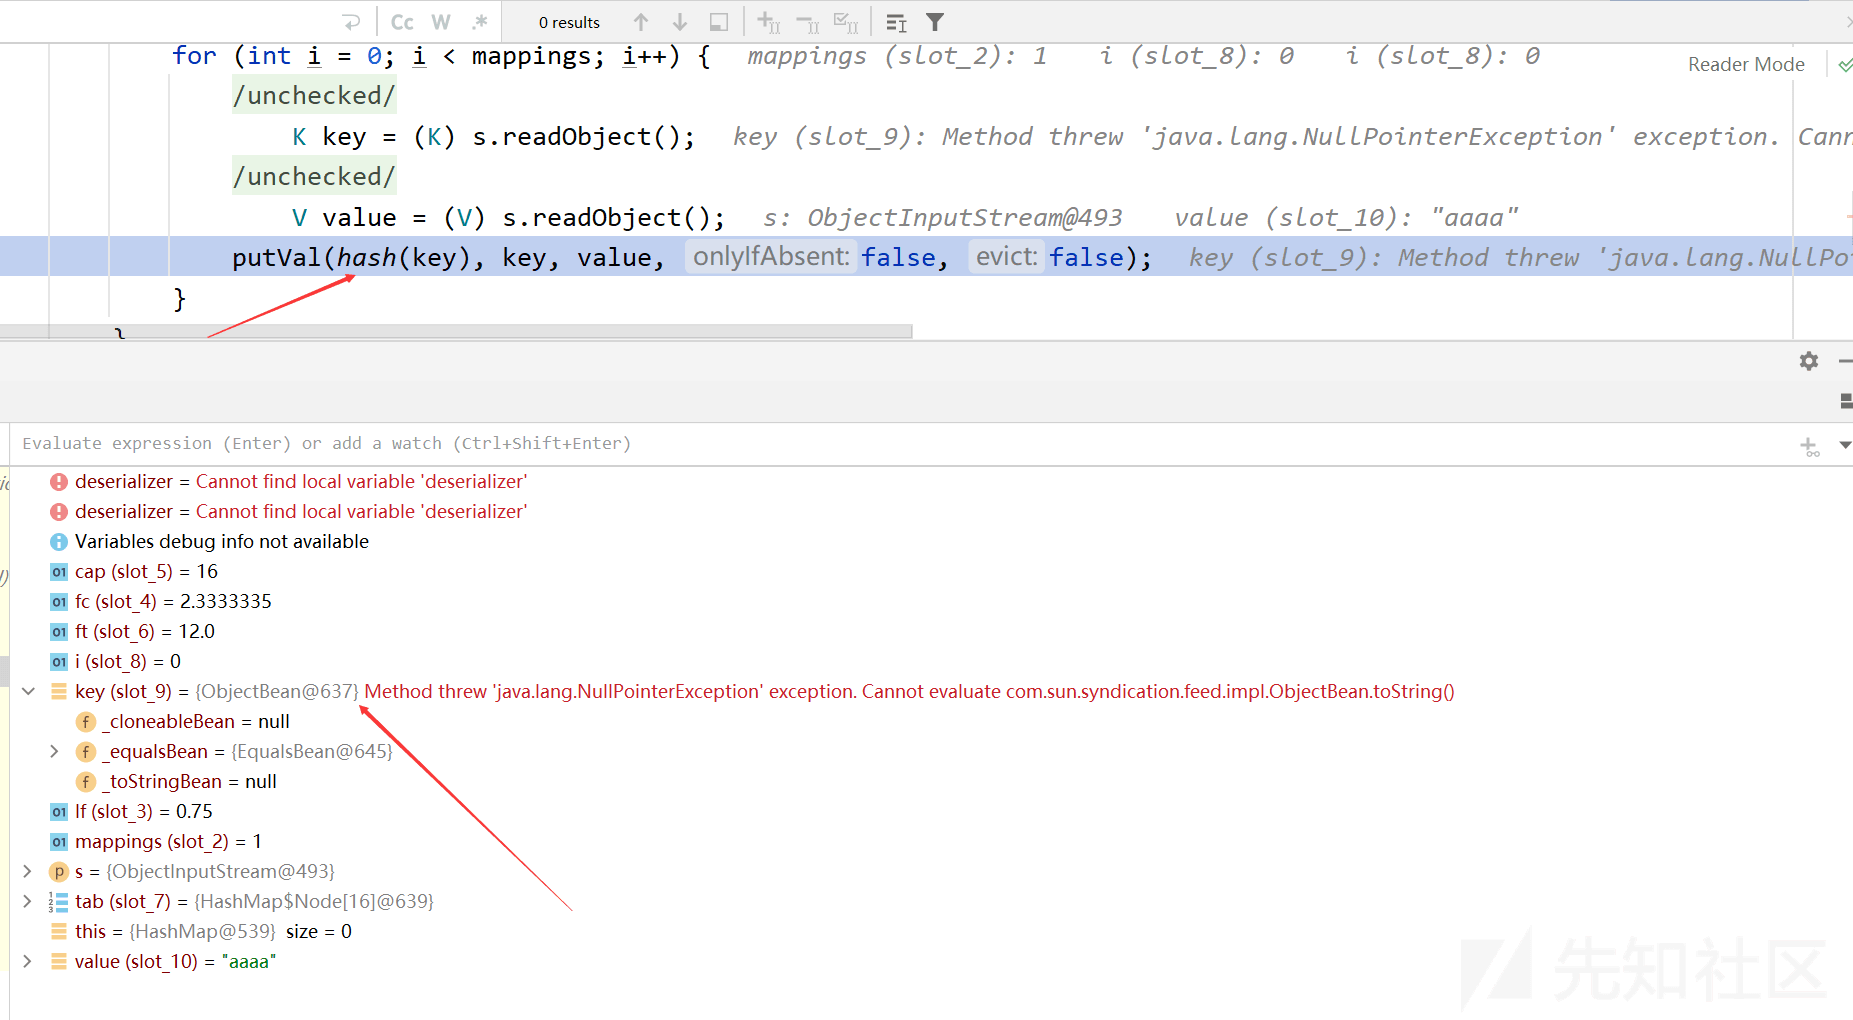 Cc W .* 0 results
for (int i = 0; i < mappings; i++) { mappings (slot_2): 1 i (slot_8): 0 i (slot_8): 0
Reader Mode
/unchecked/
K key = (K) s.readObject(); key (slot_9): Method threw 'java.lang.NullPointerException' exception. Cann
/unchecked/
V value = (V) s.readObject(); s: ObjectInputStream@493 value (slot_10): "aaaa"
putVal(hash(key), key, value, onlyIfAbsent: false, evict: false); key (slot_9): Method threw 'java.lang.NullPo
}
}
Evaluate expression (Enter) or add a watch (Ctrl+Shift+Enter)
deserializer = Cannot find local variable 'deserializer'
deserializer = Cannot find local variable 'deserializer'
Variables debug info not available
01 cap (slot_5) = 16
01 fc (slot_4) = 2.3333335
01 ft (slot_6) = 12.0
01 i (slot_8) = 0
key (slot_9) = {ObjectBean@637} Method threw 'java.lang.NullPointerException' exception. Cannot evaluate com.sun.syndication.feed.impl.ObjectBean.toString()
f _cloneableBean = null
f _equalsBean = {EqualsBean@645}
f _toStringBean = null
01 lf (slot_3) = 0.75
01 mappings (slot_2) = 1
p s = {ObjectInputStream@493}
tab (slot_7) = {HashMap$Node[16]@639}
this = {HashMap@539} size = 0
value (slot_10) = "aaaa"
先知社区